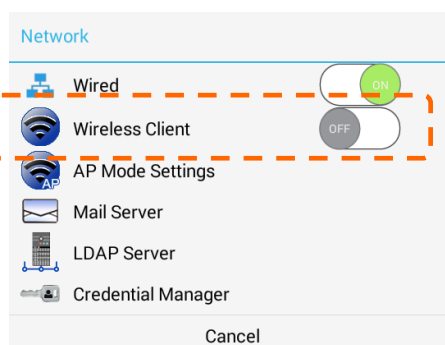 Network
Wired ON
Wireless Client OFF
AP Mode Settings
AP
Mail Server
LDAP Server
Credential Manager
Cancel